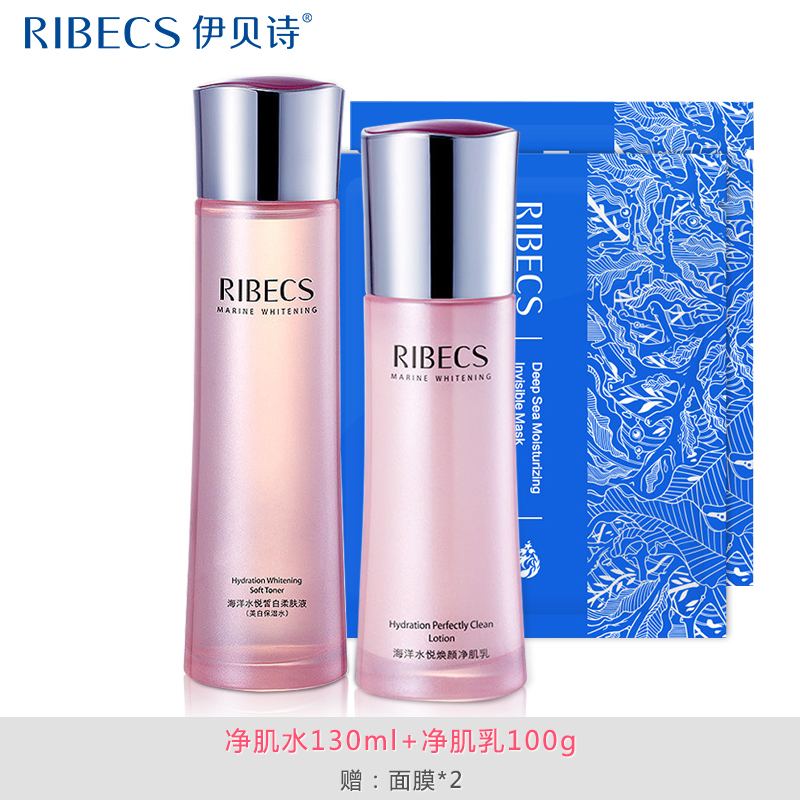 RIBECS 伊贝诗®
RIBECS
MARINE WHITENING
Hydration Whitening
Soft Toner
海洋水悦皙白柔肤液
(美白保湿水)
RIBECS
MARINE WHITENING
Hydration Perfectly Clean
Lotion
海洋水悦焕颜净肌乳
RIBECS
Deep Sea Moisturizing
Invisible Mask
净肌水130ml+净肌乳100g
赠：面膜*2